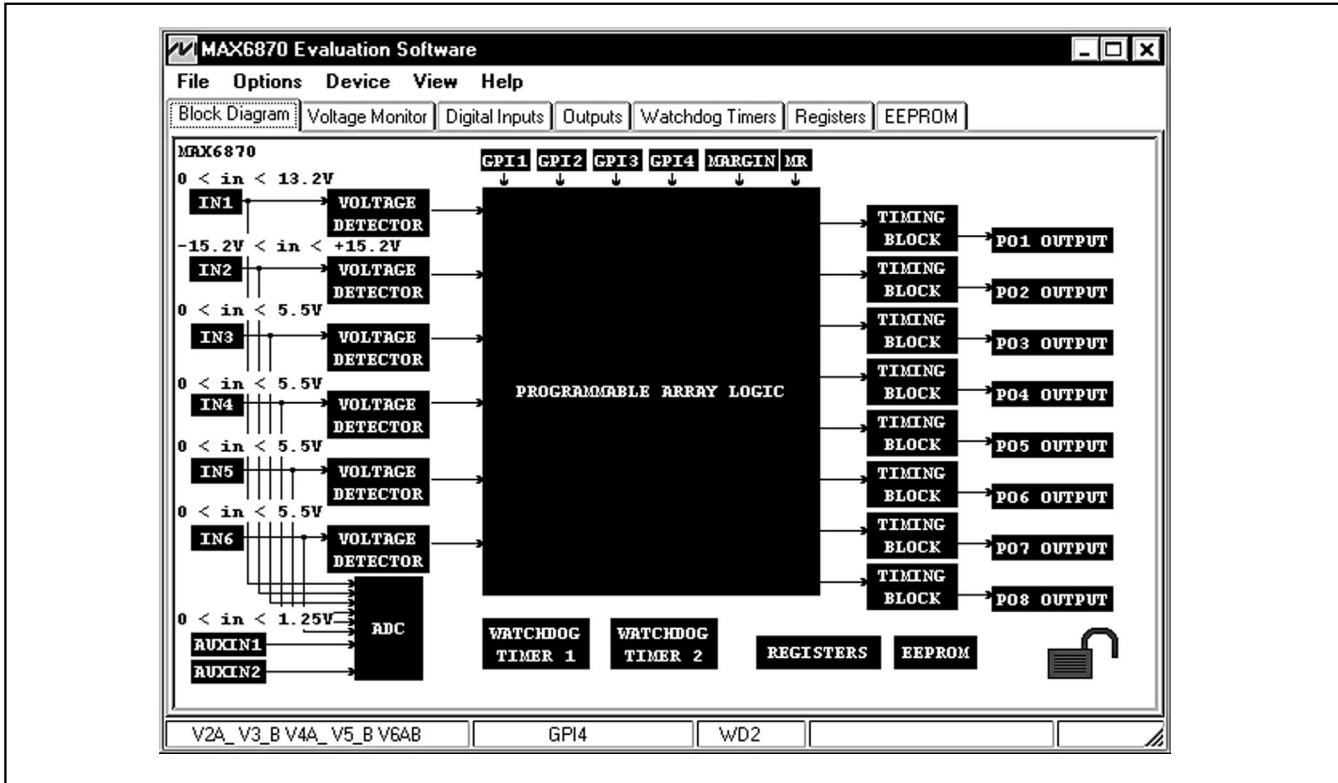 MAX6870 Evaluation Software
File Options Device View Help
Block Diagram Voltage Monitor Digital Inputs Outputs Watchdog Timers Registers EEPROM
MAX6870
GPI1 GPI2 GPI3 GPI4 MARGIN MR
0 < in < 13.2V
IN1
VOLTAGE
DETECTOR
-15.2V < in < +15.2V
IN2
VOLTAGE
DETECTOR
0 < in < 5.5V
IN3
VOLTAGE
DETECTOR
0 < in < 5.5V
IN4
VOLTAGE
DETECTOR
0 < in < 5.5V
IN5
VOLTAGE
DETECTOR
0 < in < 5.5V
IN6
VOLTAGE
DETECTOR
0 < in < 1.25V
AUXIN1
AUXIN2
ADC
PROGRAMMABLE ARRAY LOGIC
TIMING
BLOCK
PO1 OUTPUT
TIMING
BLOCK
PO2 OUTPUT
TIMING
BLOCK
PO3 OUTPUT
TIMING
BLOCK
PO4 OUTPUT
TIMING
BLOCK
PO5 OUTPUT
TIMING
BLOCK
PO6 OUTPUT
TIMING
BLOCK
PO7 OUTPUT
TIMING
BLOCK
PO8 OUTPUT
WATCHDOG
TIMER 1
WATCHDOG
TIMER 2
REGISTERS
EEPROM
V2A_ V3_B V4A_ V5_B V6AB GPI4 WD2